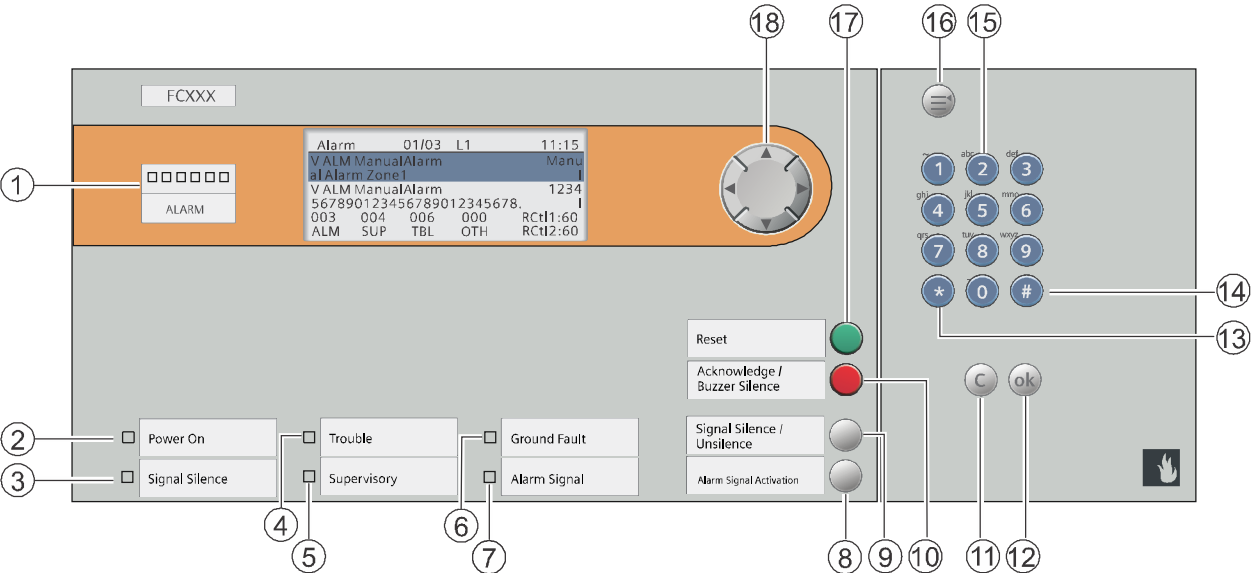 18 17 16 15
FCXXX
Alarm 01/03 L1 11:15
V ALM ManualAlarm Manu
al Alarm Zone1 I
V ALM ManualAlarm 1234
567890123456789012345678. I
003 004 006 000 RCtl1:60
ALM SUP TBL OTH RCtl2:60
1
ALARM
abc def
1 2 3
ghi jkl mno
4 5 6
qrs tuv wxyz
7 8 9
* 0 #
14
13
Reset
Acknowledge /
Buzzer Silence
C ok
2 Power On
Trouble
Ground Fault
Signal Silence /
Unsilence
3 Signal Silence
Supervisory
Alarm Signal
Alarm Signal Activation
4 5 6 7 8 9 10 11 12